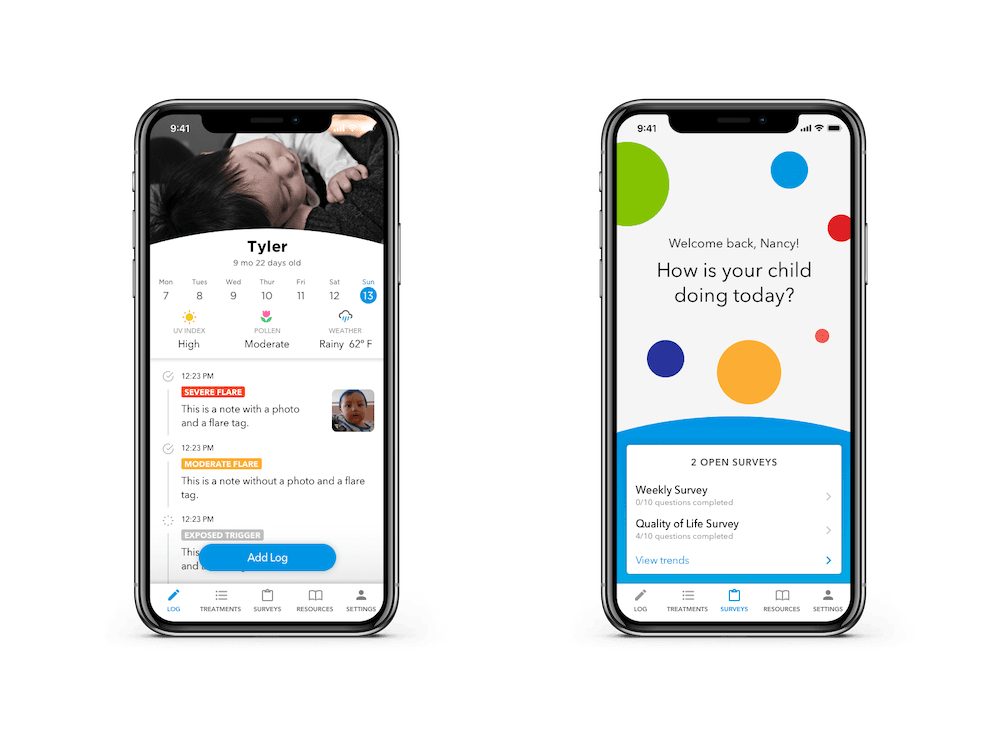 9:41
Tyler
9 mo 22 days old
Mon Tues Wed Thur Fri Sat Sun
7 8 9 10 11 12 13
UV INDEX POLLEN WEATHER
High Moderate Rainy 62° F
12:23 PM
SEVERE FLARE
This is a note with a photo
and a flare tag.
12:23 PM
MODERATE FLARE
This is a note without a photo and a flare
tag.
12:23 PM
EXPOSED TRIGGER
and
Add Log
LOG TREATMENTS SURVEYS RESOURCES SETTINGS
9:41
Welcome back, Nancy!
How is your child
doing today?
2 OPEN SURVEYS
Weekly Survey
0/10 questions completed
Quality of Life Survey
4/10 questions completed
View trends
LOG TREATMENTS SURVEYS RESOURCES SETTINGS